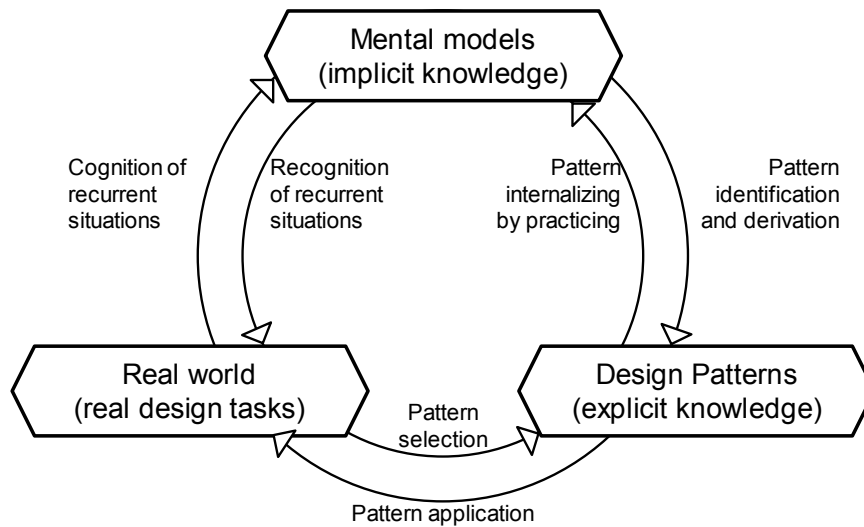 Mental models
(implicit knowledge)
Cognition of
recurrent
situations
Recognition
of recurrent
situations
Pattern
internalizing
by practicing
Pattern
identification
and derivation
Real world
(real design tasks)
Design Patterns
(explicit knowledge)
Pattern
selection
Pattern application